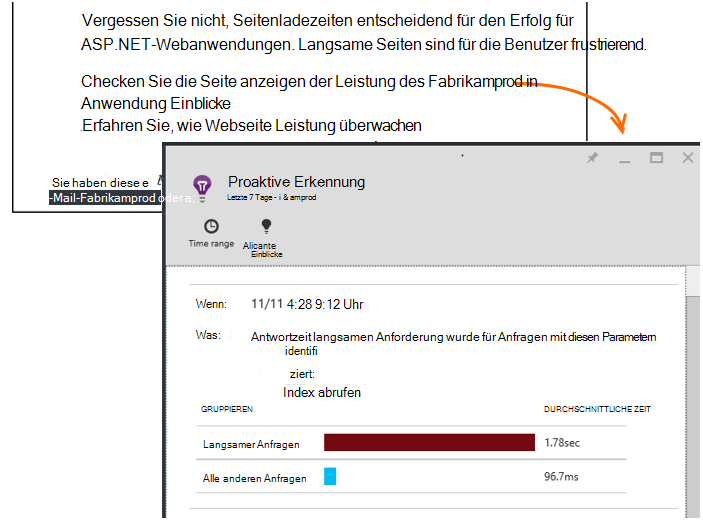 Vergessen Sie nicht, Seitenladezeiten entscheidend für den Erfolg für
ASP.NET-Webanwendungen. Langsame Seiten sind für die Benutzer frustrierend.
Checken Sie die Seite anzeigen der Leistung des Fabrikamprod in
Anwendung Einblicke
Erfahren Sie, wie Webseite Leistung überwachen
Sie haben diese e
-Mail-Fabrikamprod oder a:
Proaktive Erkennung
Letzte 7 Tage - i & amprod
Time range
Alicante
Einblicke
Wenn: 11/11 4:28 9:12 Uhr
Was: Antwortzeit langsamen Anforderung wurde für Anfragen mit diesen Parametern
identifi
ziert:
Index abrufen
GRUPPIEREN DURCHSCHNITTLICHE ZEIT
Langsamer Anfragen 1.78sec
Alle anderen Anfragen 96.7ms